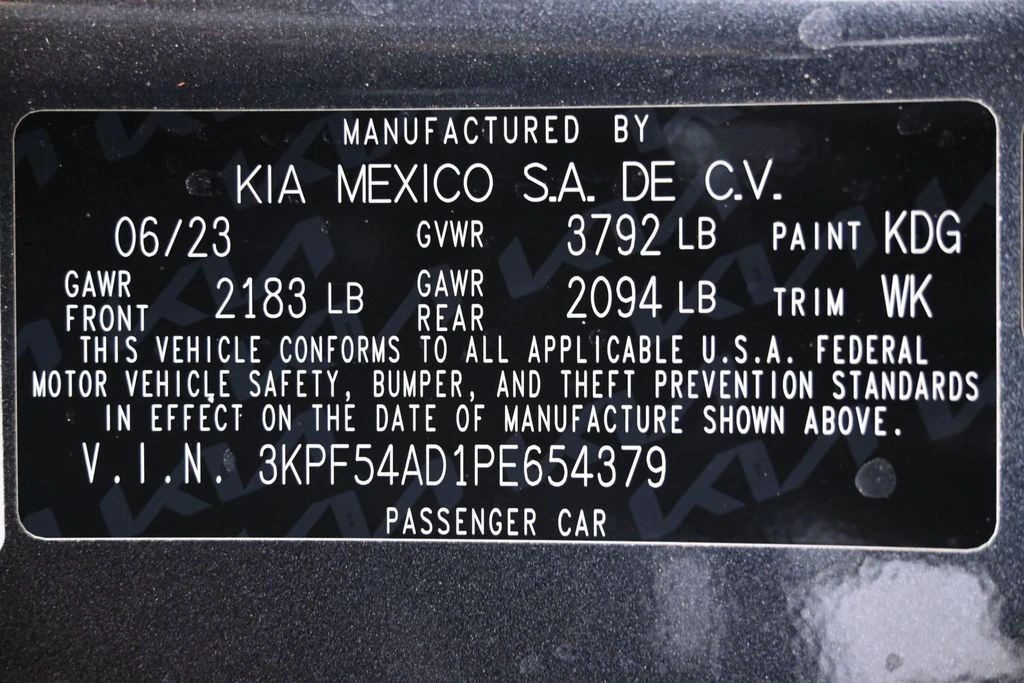 MANUFACTURED BY
KIA MEXICO S.A. DE C.V.
06/23 GVWR 3792 LB PAINT KDG
GAWR FRONT 2183 LB GAWR REAR 2094 LB TRIM WK
THIS VEHICLE CONFORMS TO ALL APPLICABLE U.S.A. FEDERAL
MOTOR VEHICLE SAFETY, BUMPER, AND THEFT PREVENTION STANDARDS
IN EFFECT ON THE DATE OF MANUFACTURE SHOWN ABOVE.
V.I.N. 3KPF54AD1PE654379
PASSENGER CAR